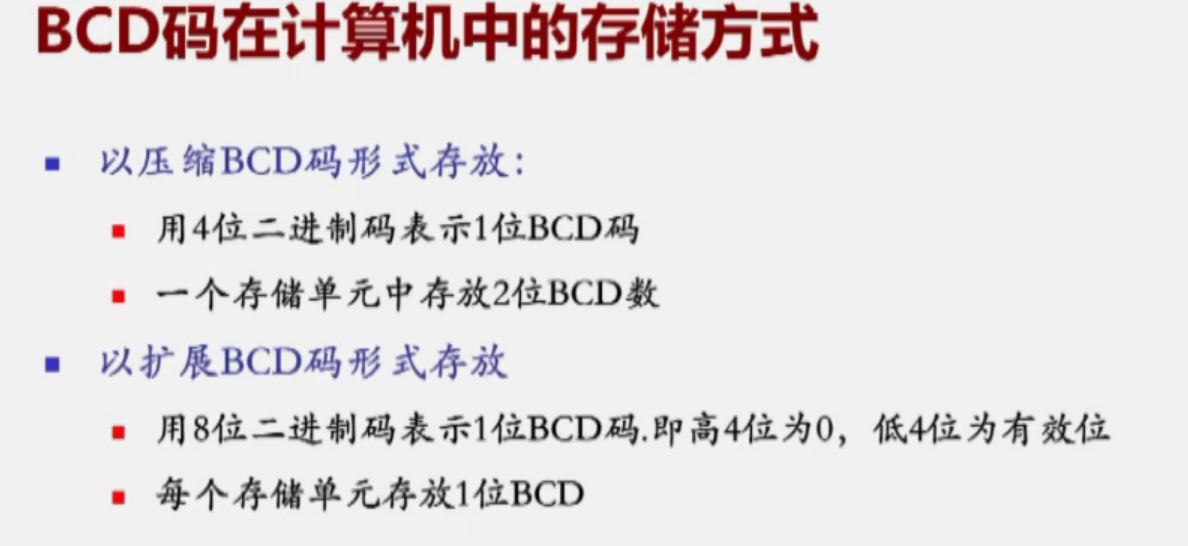 BCD码在计算机中的存储方式
以压缩BCD码形式存放：
用4位二进制码表示1位BCD码
一个存储单元中存放2位BCD数
以扩展BCD码形式存放
用8位二进制码表示1位BCD码.即高4位为0，低4位为有效位
每个存储单元存放1位BCD